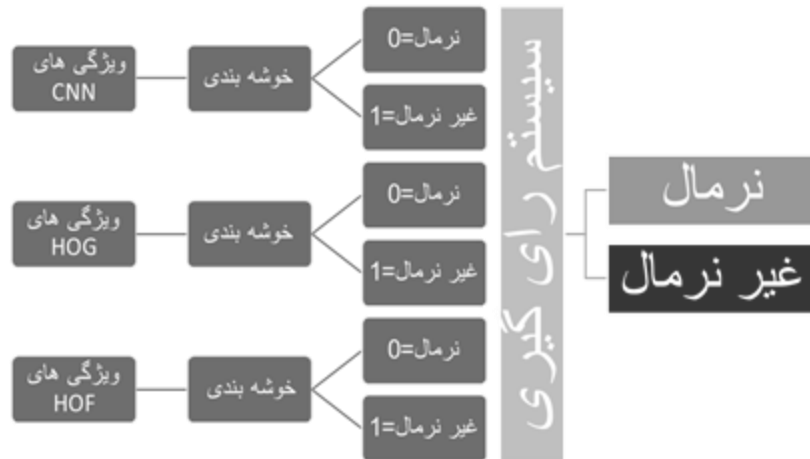 ویژگی های
CNN
خوشه بندی
نرمال=0
غیر نرمال=1
ویژگی های
HOG
خوشه بندی
نرمال=0
غیر نرمال=1
ویژگی های
HOF
خوشه بندی
نرمال=0
غیر نرمال=1
سیستم رای گیری
نرمال
غیر نرمال